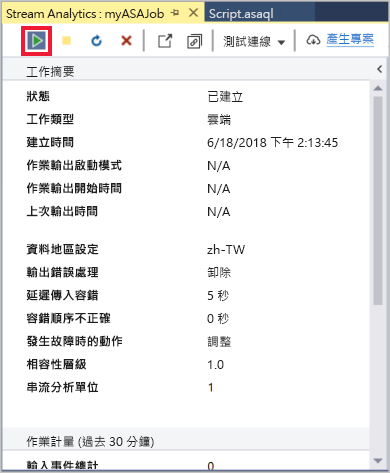 Stream Analytics : myASAJob Script.asaql
測試連線 產生專案
工作摘要
狀態 已建立
工作類型 雲端
建立時間 6/18/2018 下午 2:13:45
作業輸出啟動模式 N/A
作業輸出開始時間 N/A
上次輸出時間 N/A
資料地區設定 zh-TW
輸出錯誤處理 卸除
延遲傳入容錯 5 秒
容錯順序不正確 0 秒
發生故障時的動作 調整
相容性層級 1.0
串流分析單位 1
作業計量 (過去 30 分鐘)
輸入事件總計 0